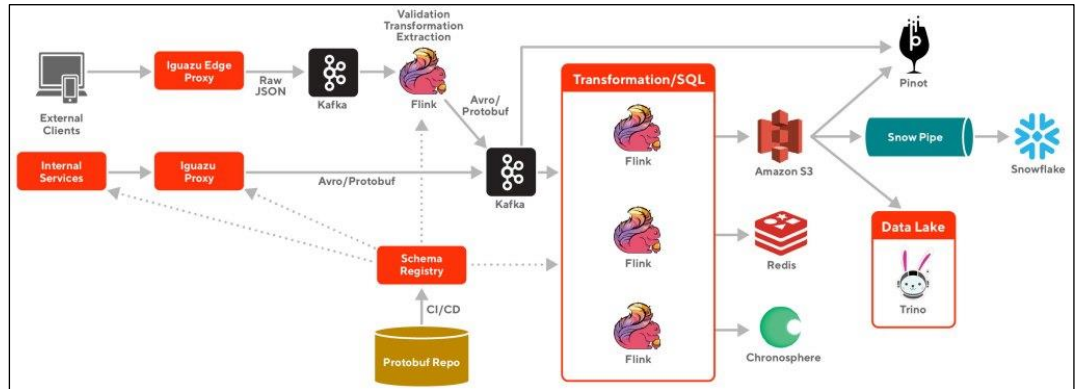 Validation
Transformation
Extraction
Iguazu Edge
Proxy
Raw
JSON
Kafka
Flink
External
Clients
Avro/
Protobuf
Transformation/SQL
Flink
Pinot
Internal
Services
Iguazu
Proxy
Avro/Protobuf
Kafka
Amazon S3
Snow Pipe
Snowflake
Schema
Registry
Flink
Redis
Data Lake
Trino
CI/CD
Protobuf Repo
Flink
Chronosphere